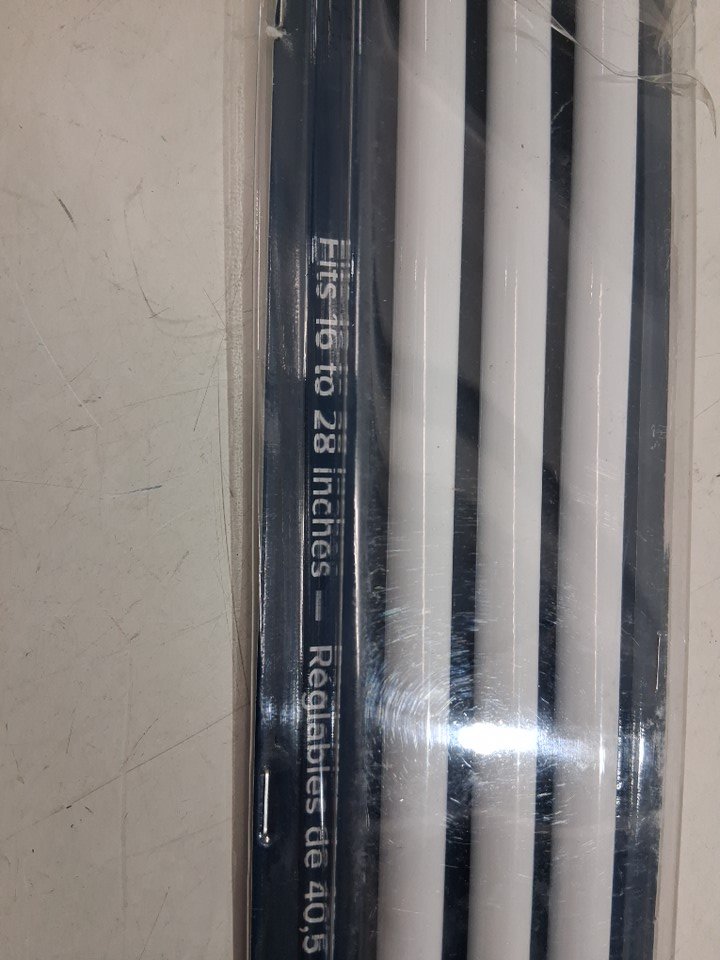 Fits 16 to 28 inches — Réglables de 40,5